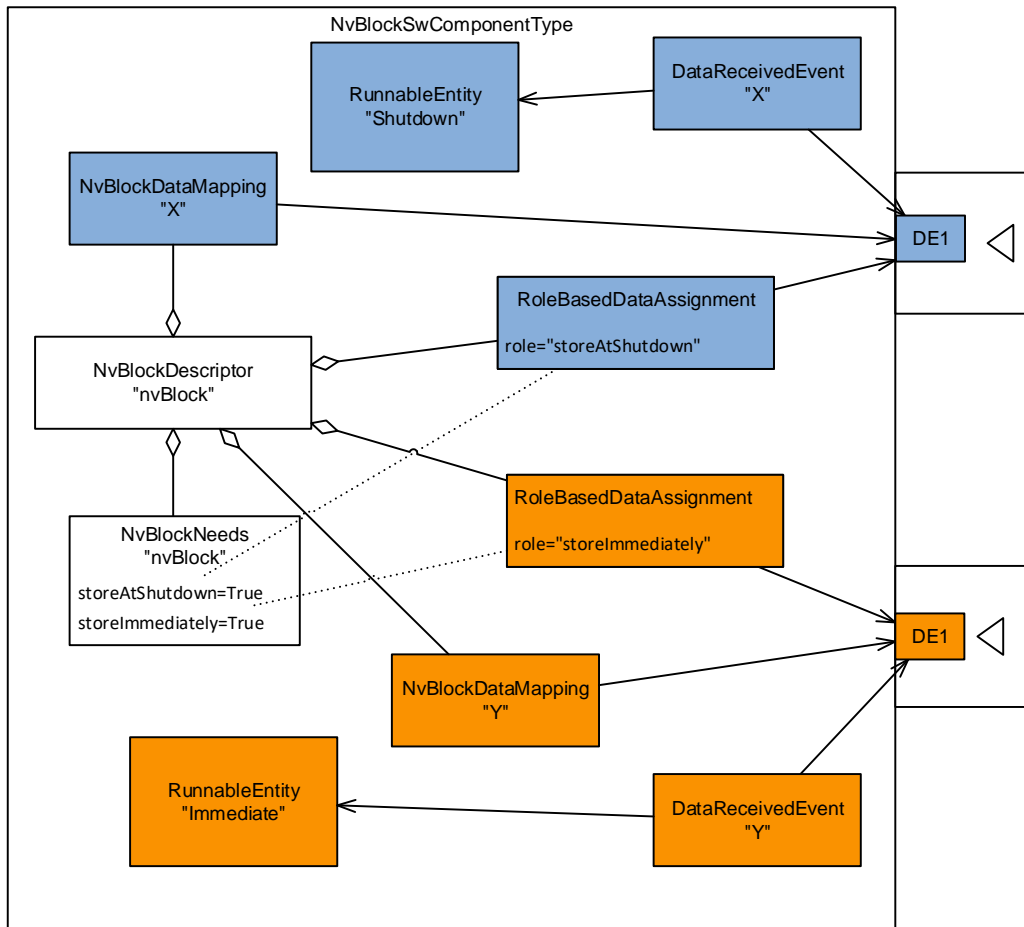 NvBlockSwComponentType
RunnableEntity
"Shutdown"
DataReceivedEvent
"X"
NvBlockDataMapping
"X"
DE1
RoleBasedDataAssignment
role="storeAtShutdown"
NvBlockDescriptor
"nvBlock"
RoleBasedDataAssignment
role="storeImmediately"
NvBlockNeeds
"nvBlock"
storeAtShutdown=True
storeImmediately=True
DE1
NvBlockDataMapping
"Y"
RunnableEntity
"Immediate"
DataReceivedEvent
"Y"